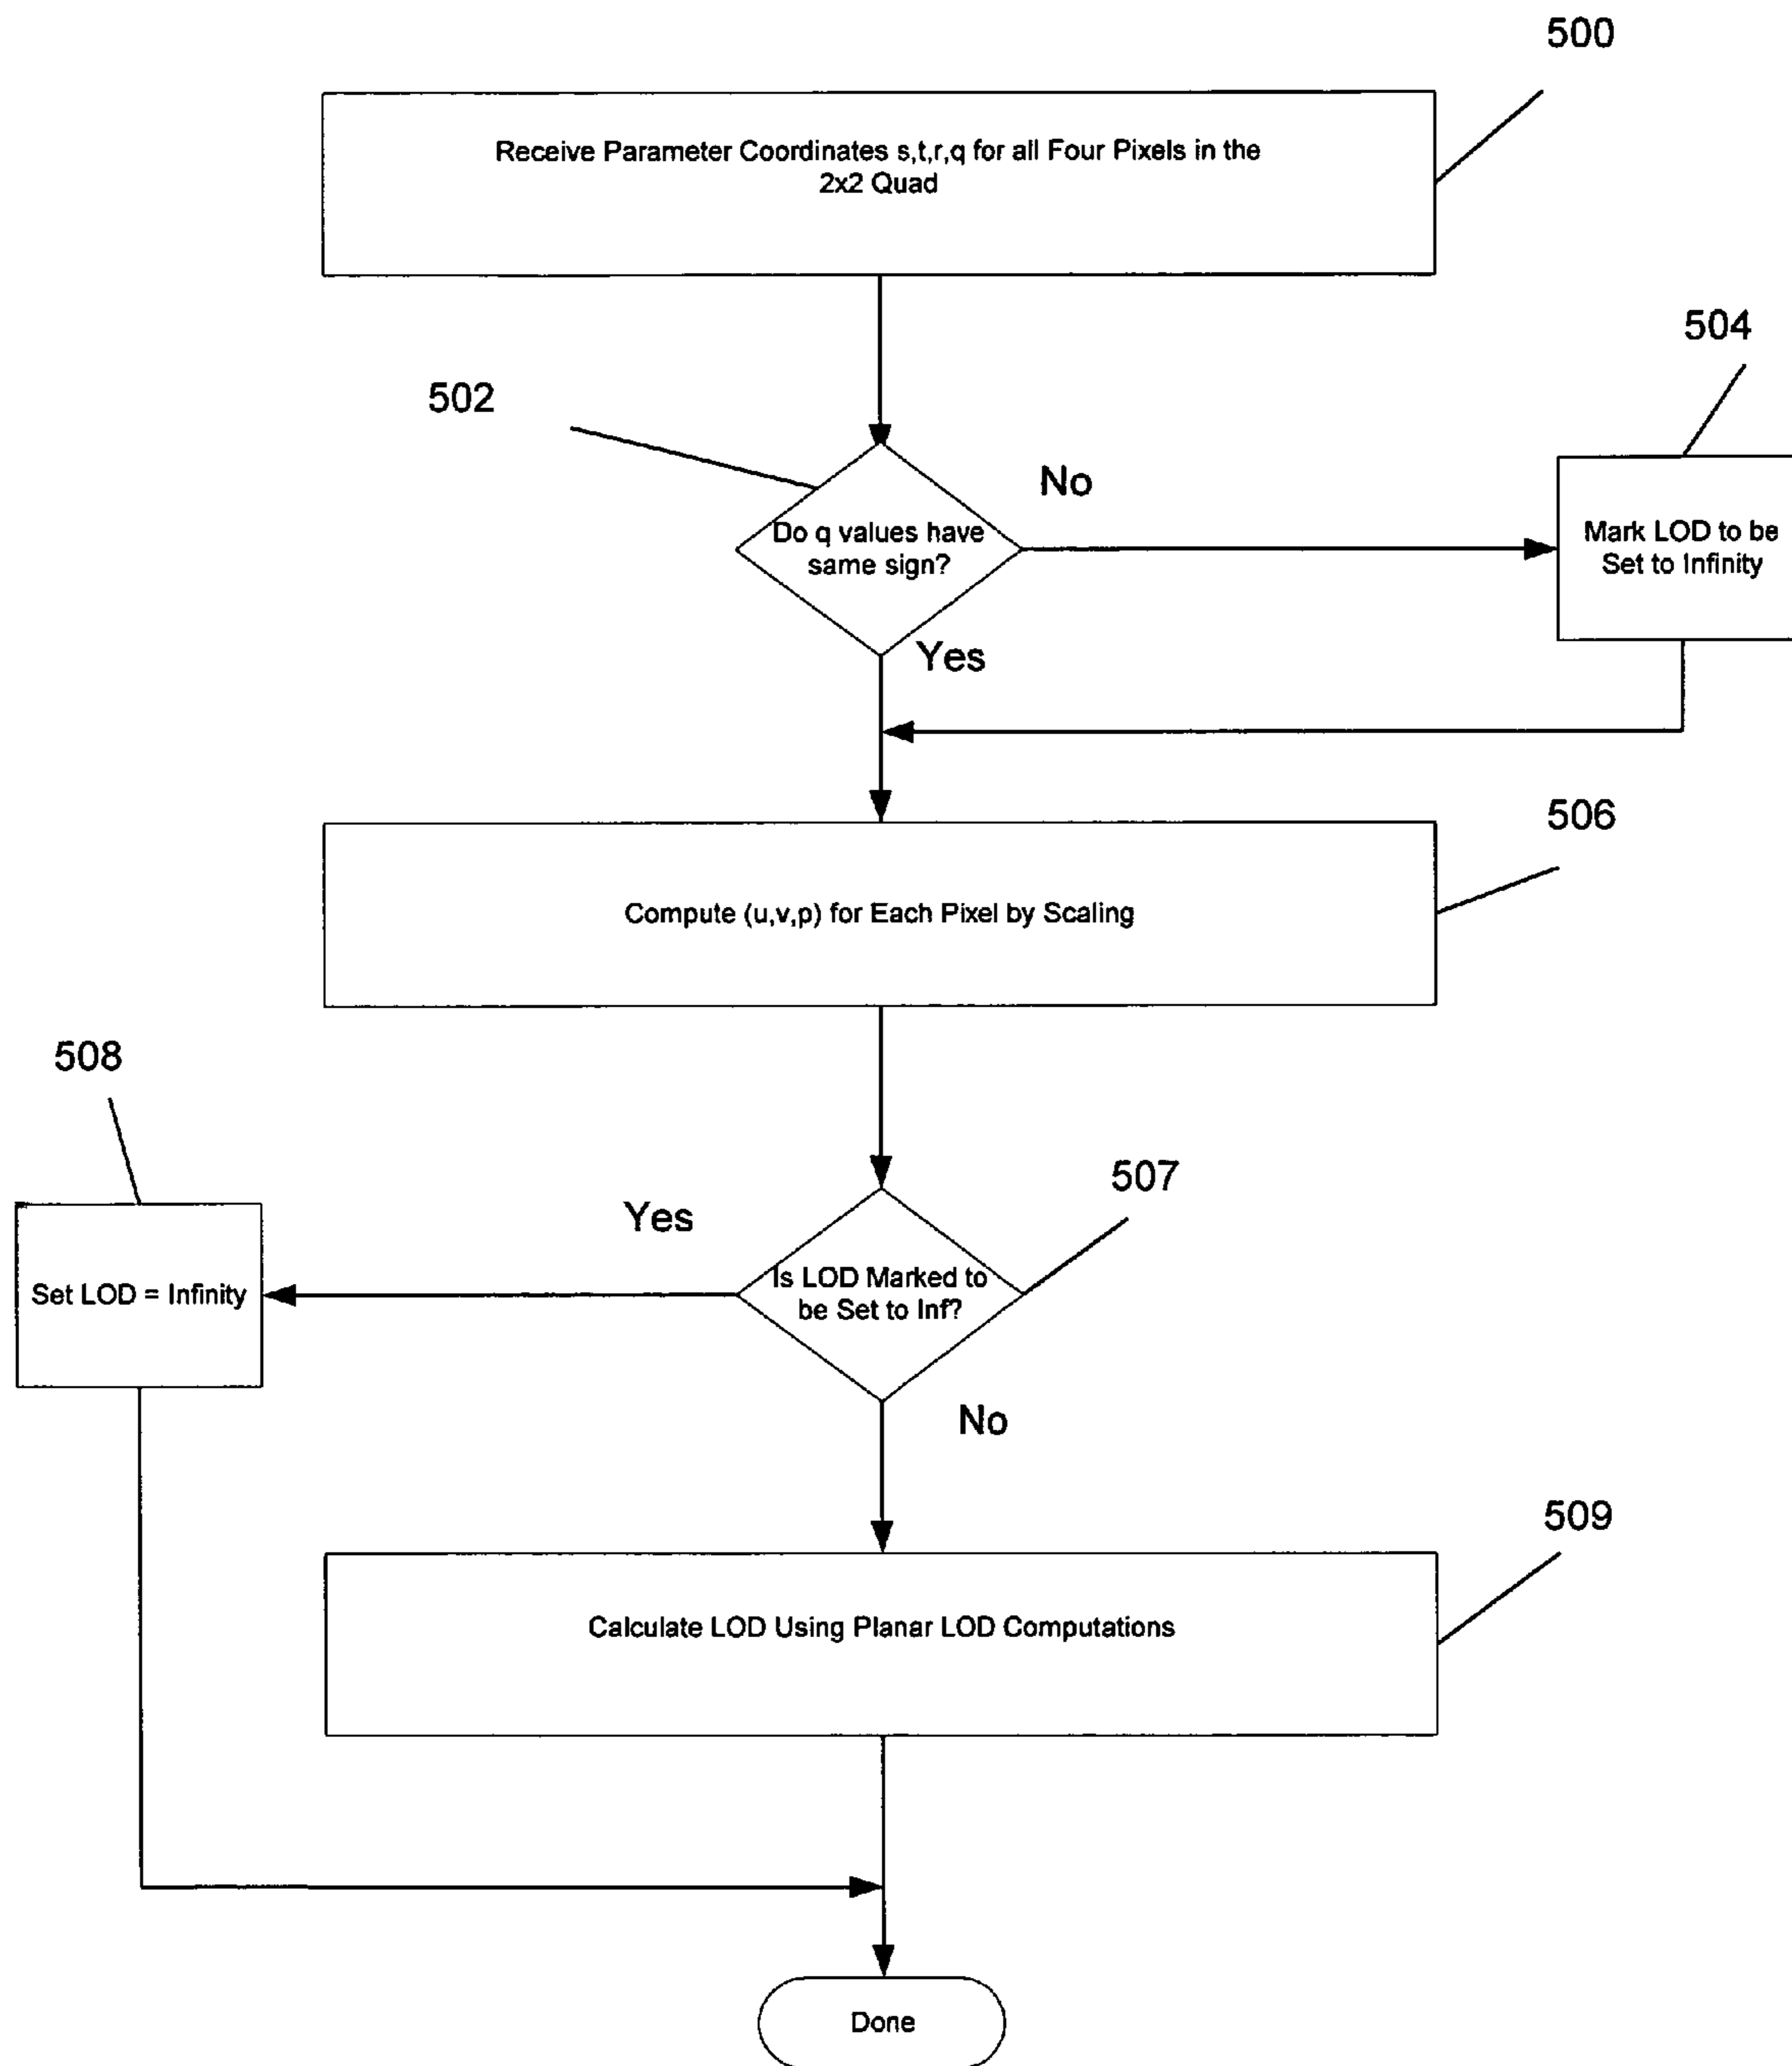 500
Receive Parameter Coordinates s,t,r,q for all Four Pixels in the
2x2 Quad
504
502
No
Do q values have
same sign?
Mark LOD to be
Set to Infinity
Yes
506
Compute (u,v,p) for Each Pixel by Scaling
508
507
Yes
Is LOD Marked to
be Set to Inf?
Set LOD = Infinity
No
509
Calculate LOD Using Planar LOD Computations
Done